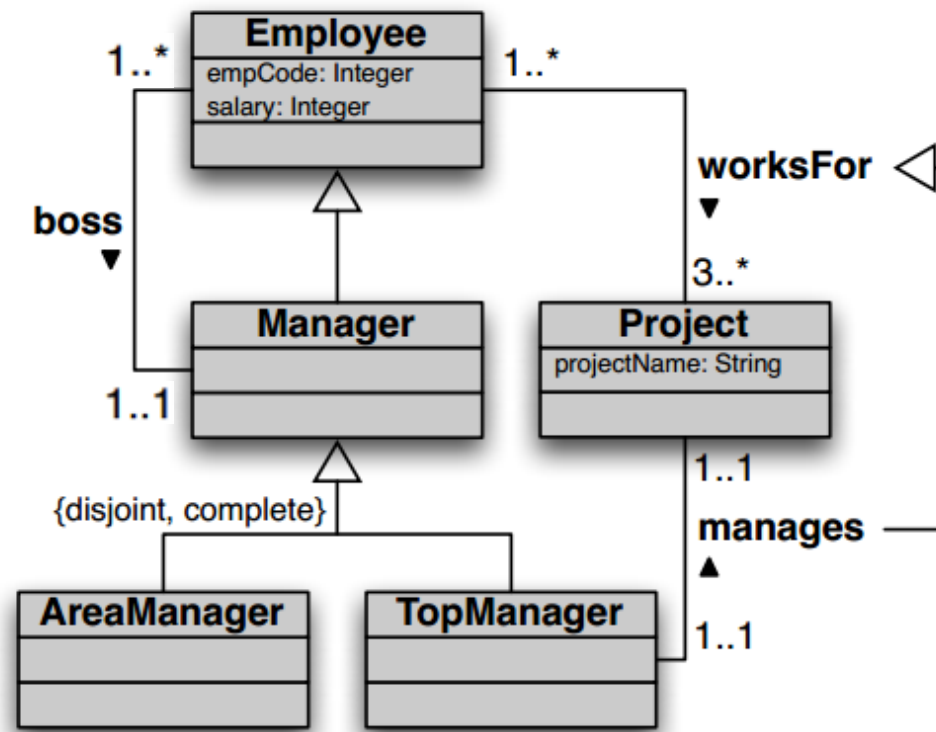 Employee
1..*
empCode: Integer
1..*
salary: Integer
worksFor
boss
▼
▼
3..*
Manager
Project
projectName: String
1..1
1..1
{disjoint, complete}
manages
▲
AreaManager
TopManager
1..1